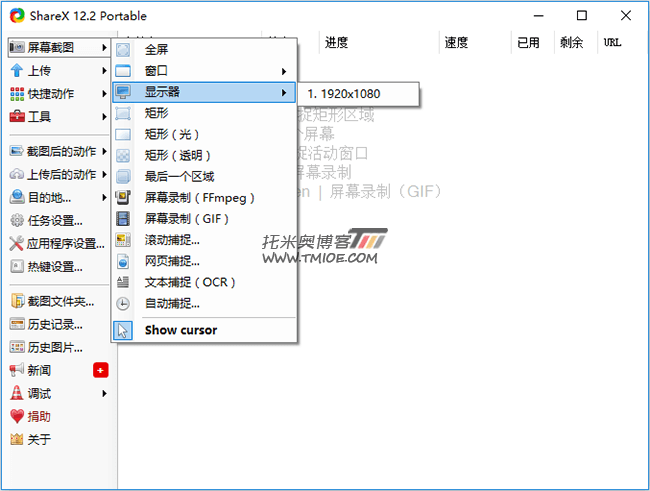 ShareX 12.2 Portable
屏幕截图
上传
快捷动作
工具
截图后的动作
上传后的动作
目的地...
任务设置...
应用程序设置...
热键设置...
截图文件夹...
历史记录...
历史图片...
新闻
调试
捐助
关于
全屏
窗口
显示器
矩形
矩形（光）
矩形（透明）
最后一个区域
屏幕录制（FFmpeg）
屏幕录制（GIF）
滚动捕捉...
网页捕捉...
文本捕捉（OCR）
自动捕捉...
Show cursor
1. 1920x1080
进度 速度 已用 剩余 URL
捉矩形区域
屏幕
捉活动窗口
屏幕录制
en | 屏幕录制（GIF）
托米奥博客
WWW.TMIOE.COM